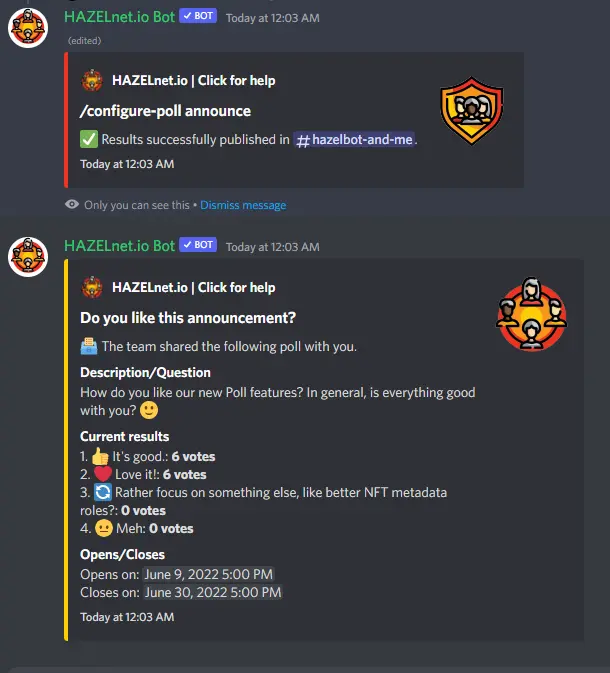 HAZELnet.io Bot ✓ BOT Today at 12:03 AM
(edited)
HAZELnet.io | Click for help
/configure-poll announce
✅ Results successfully published in #hazelbot-and-me.
Today at 12:03 AM
Only you can see this • Dismiss message
HAZELnet.io Bot ✓ BOT Today at 12:03 AM
HAZELnet.io | Click for help
Do you like this announcement?
🗳 The team shared the following poll with you.
Description/Question
How do you like our new Poll features? In general, is everything good
with you? 🙂
Current results
1. 👍 It's good.: 6 votes
2. ❤️ Love it!: 6 votes
3. 🔄 Rather focus on something else, like better NFT metadata
roles?: 0 votes
4. 😐 Meh: 0 votes
Opens/Closes
Opens on: June 9, 2022 5:00 PM
Closes on: June 30, 2022 5:00 PM
Today at 12:03 AM